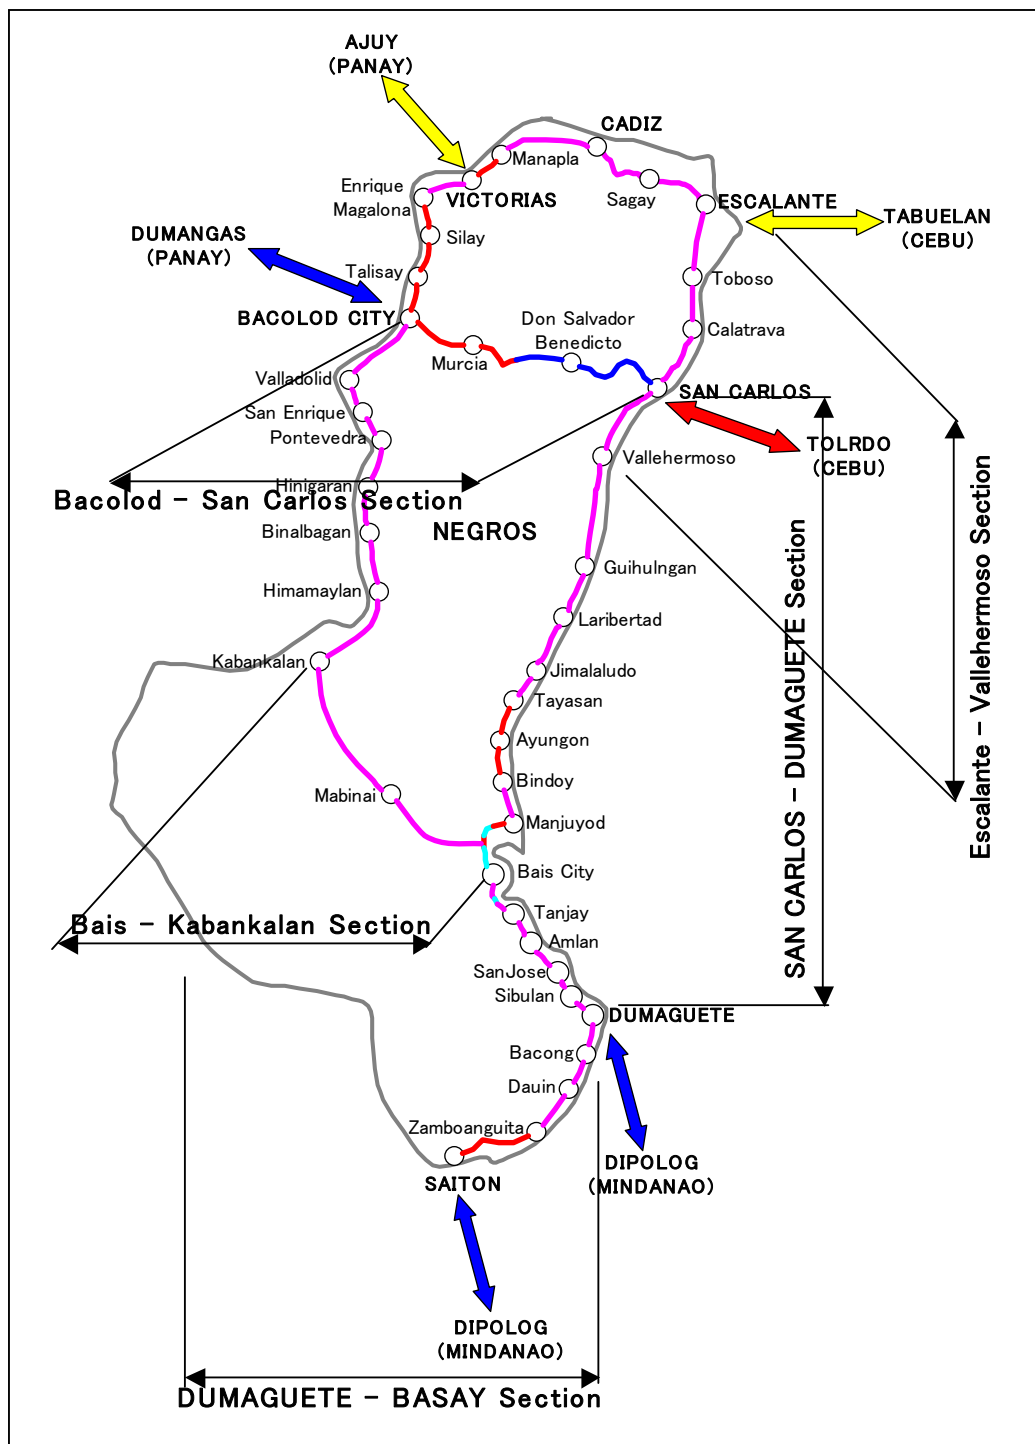 AJUY
(PANAY)
CADIZ
Manapla
Enrique
Magalona
VICTORIAS
Sagay
ESCALANTE
TABUELAN
(CEBU)
DUMANGAS
(PANAY)
Silay
Talisay
Toboso
BACOLOD CITY
Don Salvador
Benedicto
Calatrava
Murcia
Valladolid
SAN CARLOS
San Enrique
Pontevedra
TOLRDO
(CEBU)
Vallehermoso
Hinigaran
Bacolod - San Carlos Section
Binalbagan
NEGROS
Guihulngan
Himamaylan
Laribertad
Kabankalan
Jimalaludo
Tayasan
Ayungon
Bindoy
Mabinai
Manjuyod
SAN CARLOS - DUMAGUETE Section
Escalante - Vallehermoso Section
Bais City
Bais - Kabankalan Section
Tanjay
Amlan
SanJose
Sibulan
DUMAGUETE
Bacong
Dauin
Zamboanguita
SAITON
DIPOLOG
(MINDANAO)
DIPOLOG
(MINDANAO)
DUMAGUETE - BASAY Section